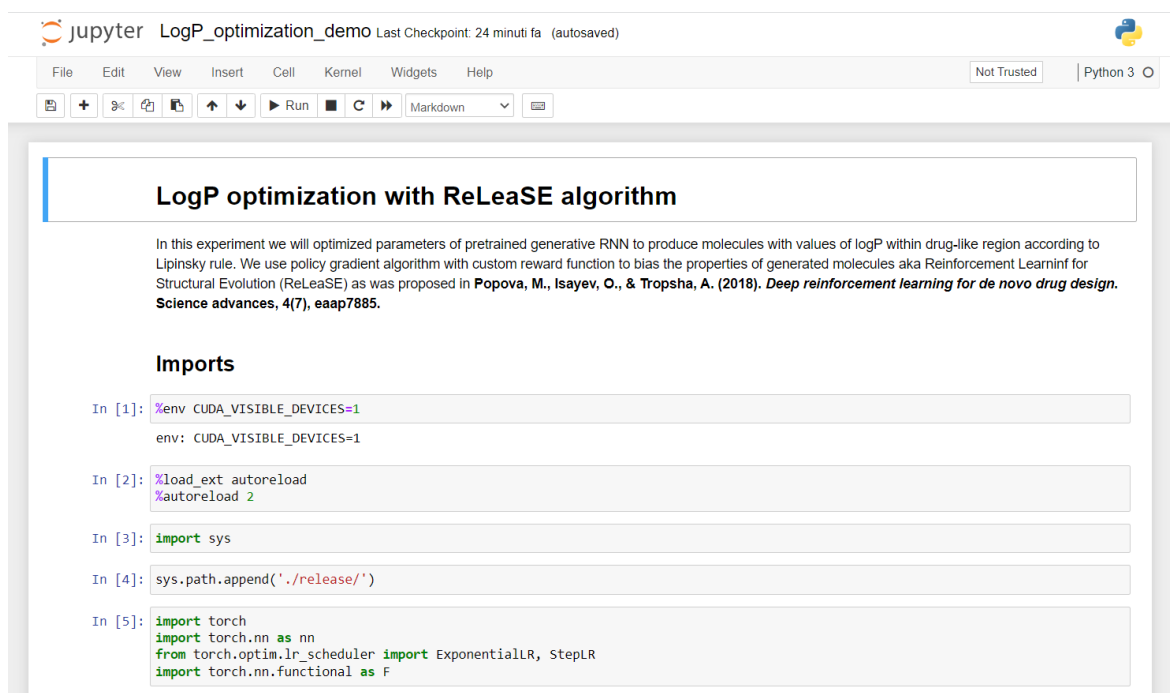 jupyter LogP_optimization_demo Last Checkpoint: 24 minuti fa (autosaved)
File Edit View Insert Cell Kernel Widgets Help Not Trusted Python 3
Run Markdown
LogP optimization with ReLeaSE algorithm
In this experiment we will optimized parameters of pretrained generative RNN to produce molecules with values of logP within drug-like region according to
Lipinsky rule. We use policy gradient algorithm with custom reward function to bias the properties of generated molecules aka Reinforcement Learninf for
Structural Evolution (ReLeaSE) as was proposed in Popova, M., Isayev, O., & Tropsha, A. (2018). Deep reinforcement learning for de novo drug design.
Science advances, 4(7), eaap7885.
Imports
In [1]: %env CUDA_VISIBLE_DEVICES=1
env: CUDA_VISIBLE_DEVICES=1
In [2]: %load_ext autoreload
%autoreload 2
In [3]: import sys
In [4]: sys.path.append('./release/')
In [5]: import torch
import torch.nn as nn
from torch.optim.lr_scheduler import ExponentialLR, StepLR
import torch.nn.functional as F